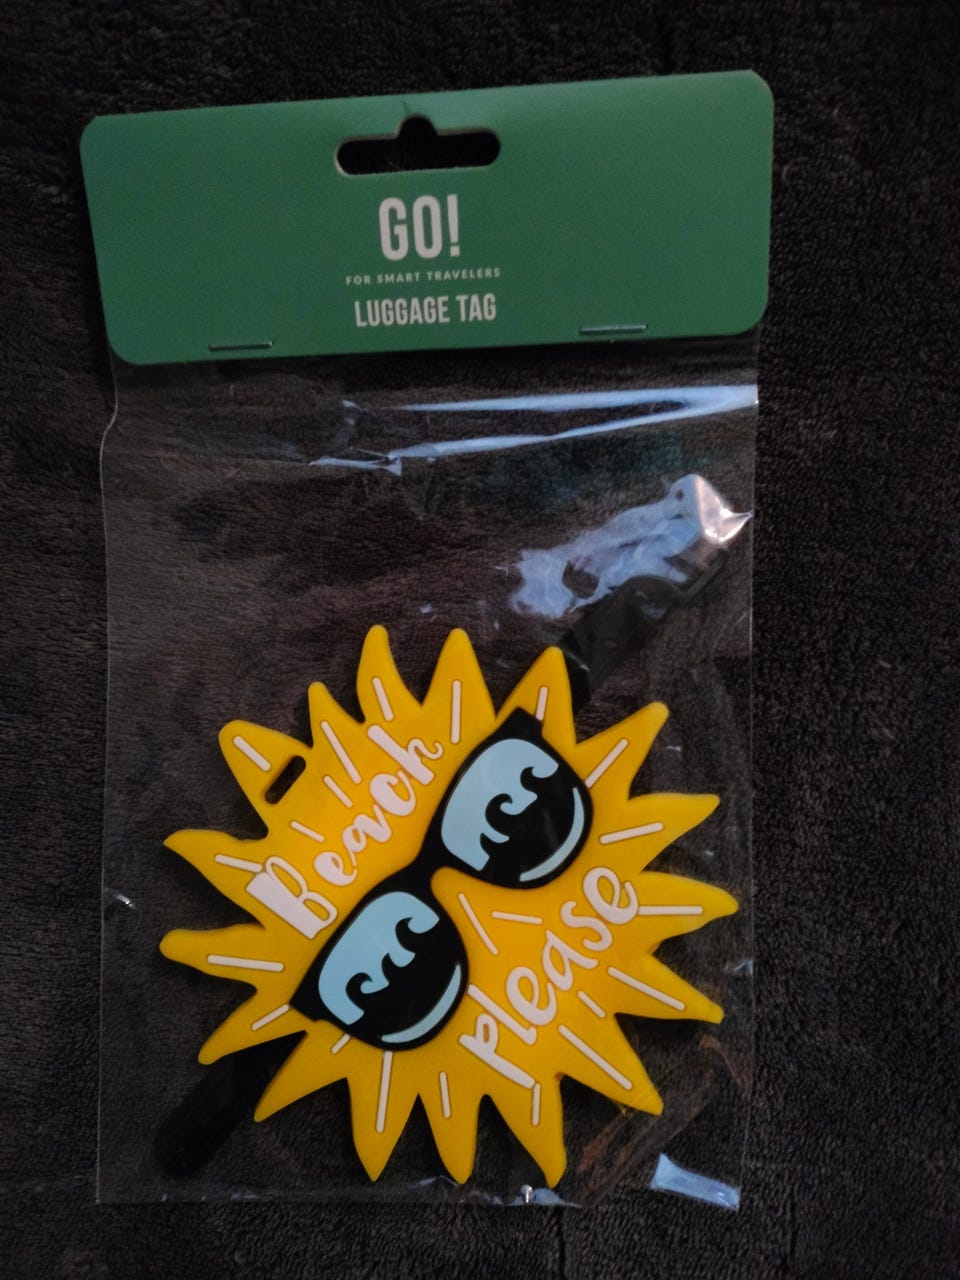 GO!
FOR SMART TRAVELERS
LUGGAGE TAG
Beach
please